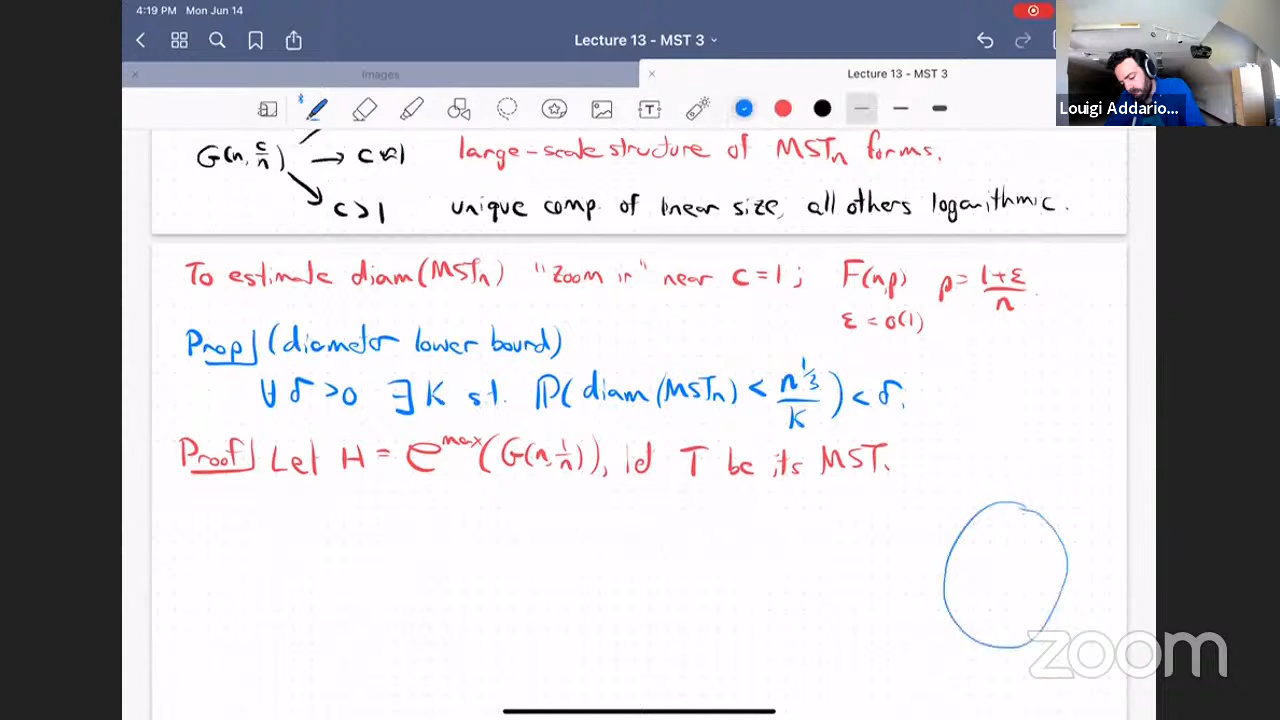 4:19 PM Mon Jun 14
Lecture 13 - MST 3
Images
Lecture 13 - MST 3
Louigi Addario...
G(n, c/n) → c≈1 large-scale structure of MSTn forms.
c>1 unique comp. of linear size, all others logarithmic.
To estimate diam(MSTn) "Zoom in" near c=1; F(n,p) p = (1+ε)/n.
ε = o(1)
Prop (diameter lower bound)
∀ δ>0 ∃ K st. ℙ(diam(MSTn) < n^{1/3}/K) < δ.
Proof Let H = C^{max}(G(n, 1/n)), T be its MST.
zoom